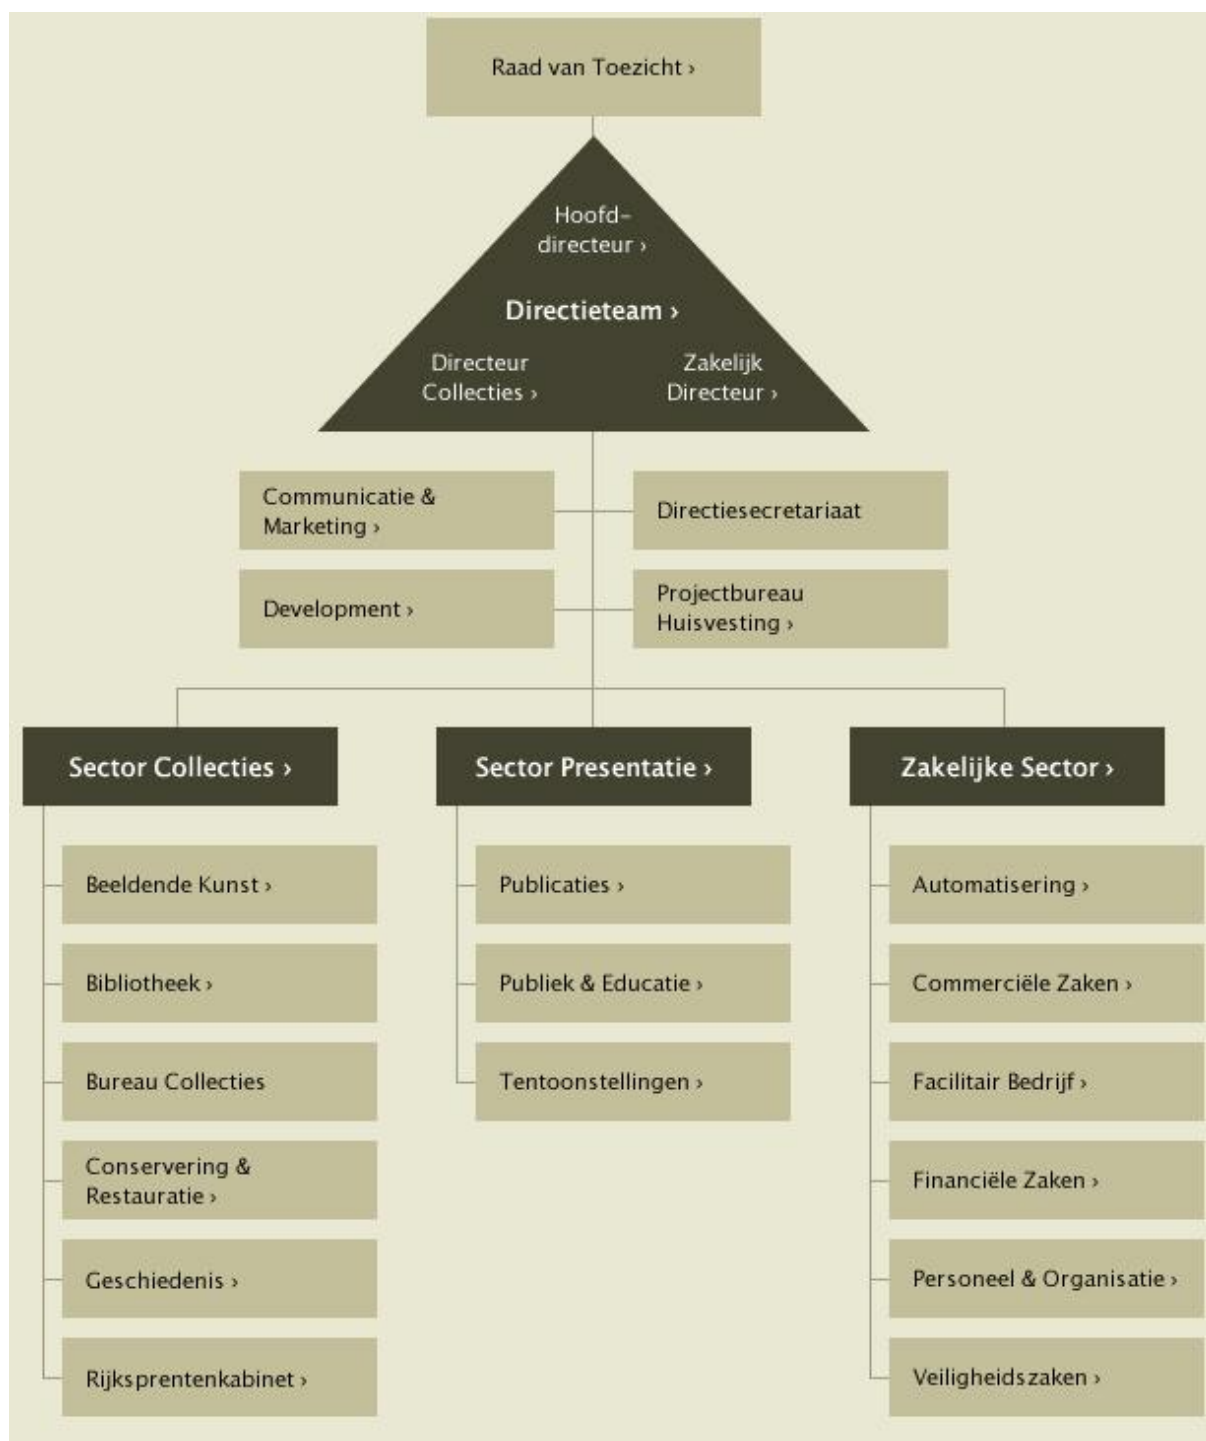 Raad van Toezicht ›
Hoofd-
directeur ›
Directieteam ›
Directeur
Collecties ›
Zakelijk
Directeur ›
Communicatie &
Marketing ›
Directiesecretariaat
Development ›
Projectbureau
Huisvesting ›
Sector Collecties ›
Beeldende Kunst ›
Bibliotheek ›
Bureau Collecties
Conservering &
Restauratie ›
Geschiedenis ›
Rijksprentenkabinet ›
Sector Presentatie ›
Publicaties ›
Publiek & Educatie ›
Tentoonstellingen ›
Zakelijke Sector ›
Automatisering ›
Commerciële Zaken ›
Facilitair Bedrijf ›
Financiële Zaken ›
Personeel & Organisatie ›
Veiligheidszaken ›